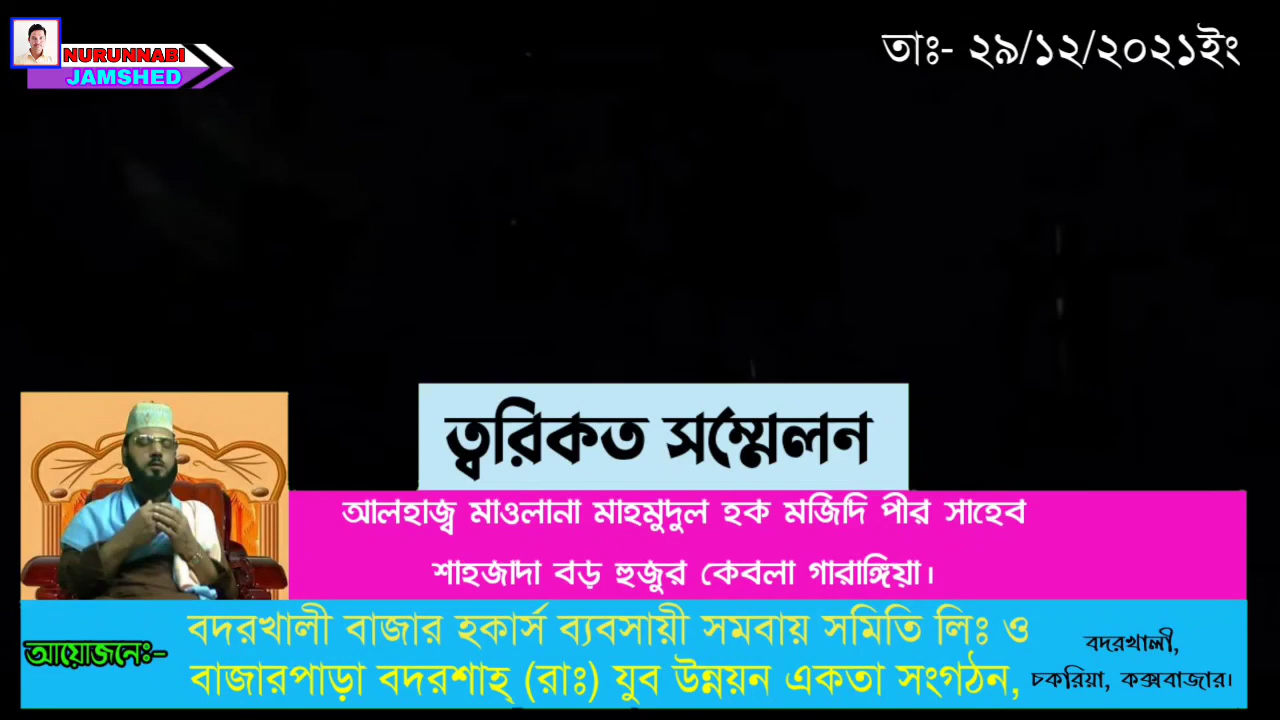 NURUNNABI
JAMSHED
তাঃ- ২৯/১২/২০২১ইং
ত্বরিকত সম্মেলন
আলহাজ্ব মাওলানা মাহমুদুল হক মজিদি পীর সাহেব
শাহজাদা বড় হুজুর কেবলা গারাঙ্গিয়া।
আয়োজনেঃ-
বদরখালী বাজার হকার্স ব্যবসায়ী সমবায় সমিতি লিঃ ও
বাজারপাড়া বদরশাহ্ (রাঃ) যুব উন্নয়ন একতা সংগঠন,
বদরখালী,
চকরিয়া, কক্সবাজার।